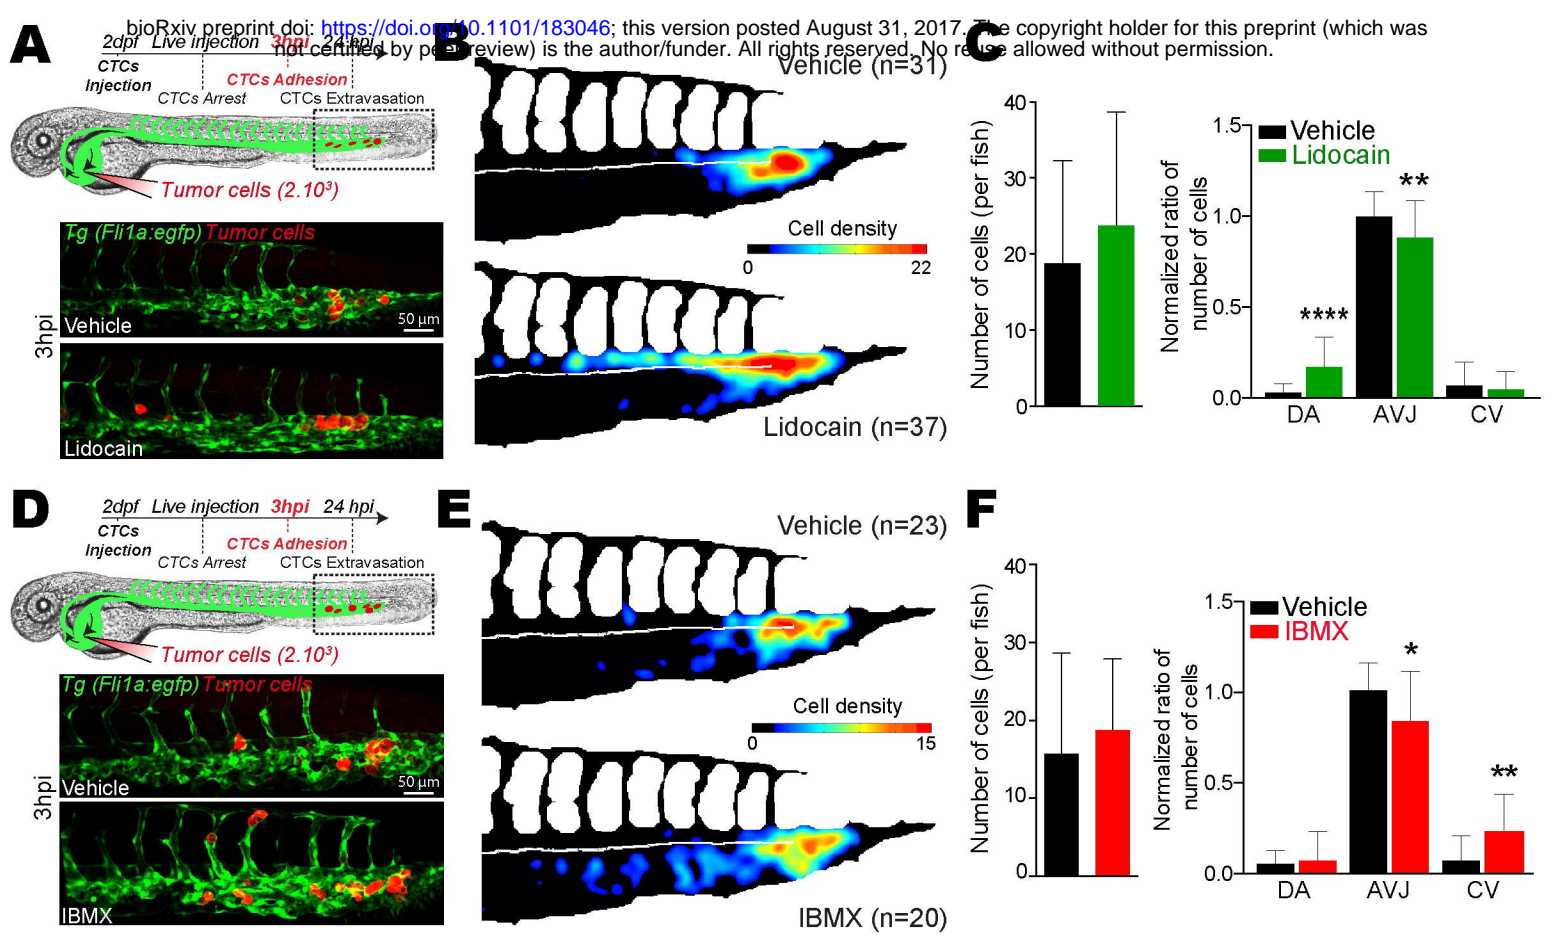 bioRxiv preprint doi: https://doi.org/10.1101/183046; this version posted August 31, 2017. The copyright holder for this preprint (which was
not certified by peer review) is the author/funder. All rights reserved. No reuse allowed without permission.
A
2dpf Live injection 3hpi 24 hpi
CTCs
Injection
CTCs Adhesion
CTCs Arrest
CTCs Extravasation
Tumor cells (2.10³)
Tg (Fli1a:egfp) Tumor cells
Vehicle
50 µm
3hpi
Lidocain
B
Vehicle (n=31)
Cell density
0
22
Lidocain (n=37)
C
Number of cells (per fish)
40
30
20
10
0
Normalized ratio of
number of cells
1.5
1.0
0.5
0.0
Vehicle
Lidocain
****
**
DA
AVJ
CV
D
2dpf Live injection 3hpi 24 hpi
CTCs
Injection
CTCs Adhesion
CTCs Arrest
CTCs Extravasation
Tumor cells (2.10³)
Tg (Fli1a:egfp) Tumor cells
Vehicle
50 µm
3hpi
IBMX
E
Vehicle (n=23)
Cell density
0
15
IBMX (n=20)
F
Number of cells (per fish)
40
30
20
10
0
Normalized ratio of
number of cells
1.5
1.0
0.5
0.0
Vehicle
IBMX
*
**
DA
AVJ
CV